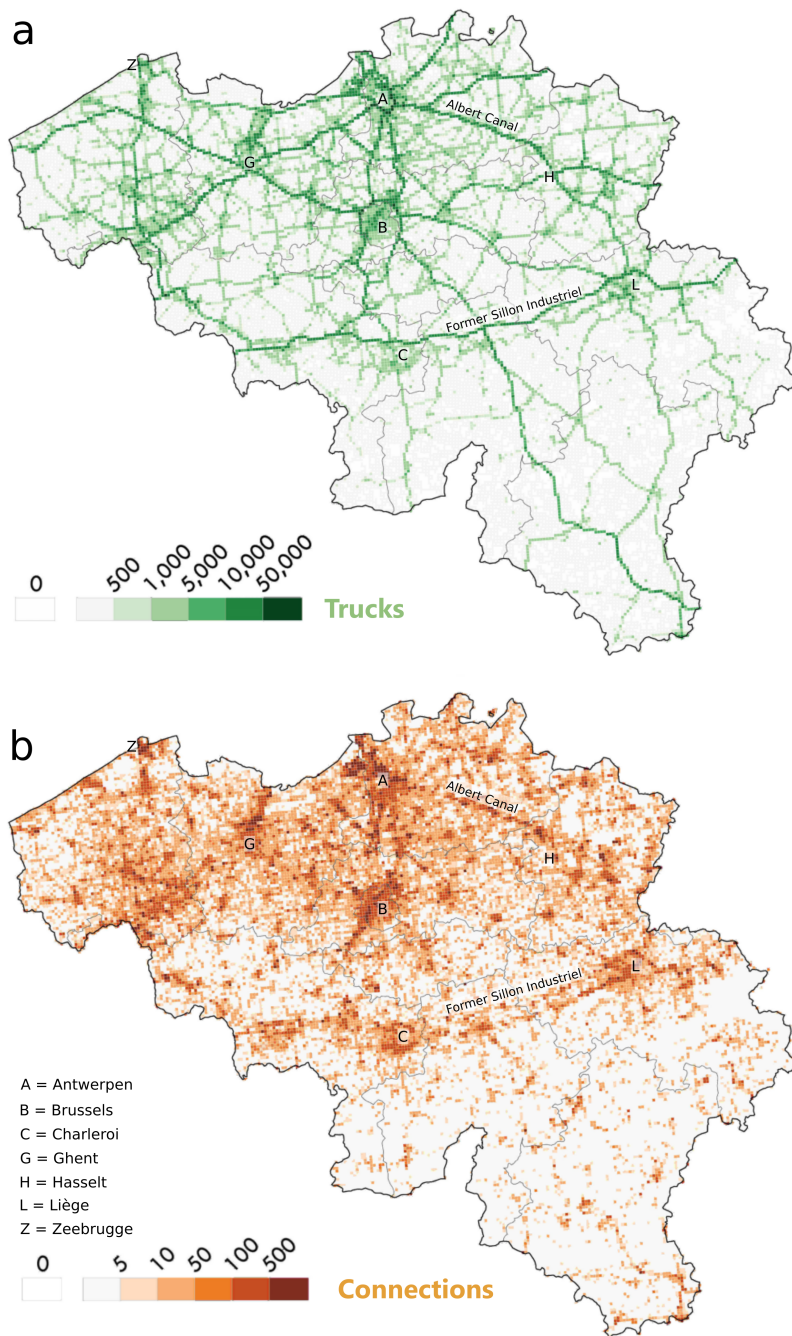 a
Z
A
Albert Canal
G
H
B
L
Former Sillon Industriel
C
0
500
1,000
5,000
10,000
50,000
Trucks
b
Z
A
Albert Canal
G
H
B
L
Former Sillon Industriel
C
A = Antwerpen
B = Brussels
C = Charleroi
G = Ghent
H = Hasselt
L = Liège
Z = Zeebrugge
0
5
10
50
100
500
Connections